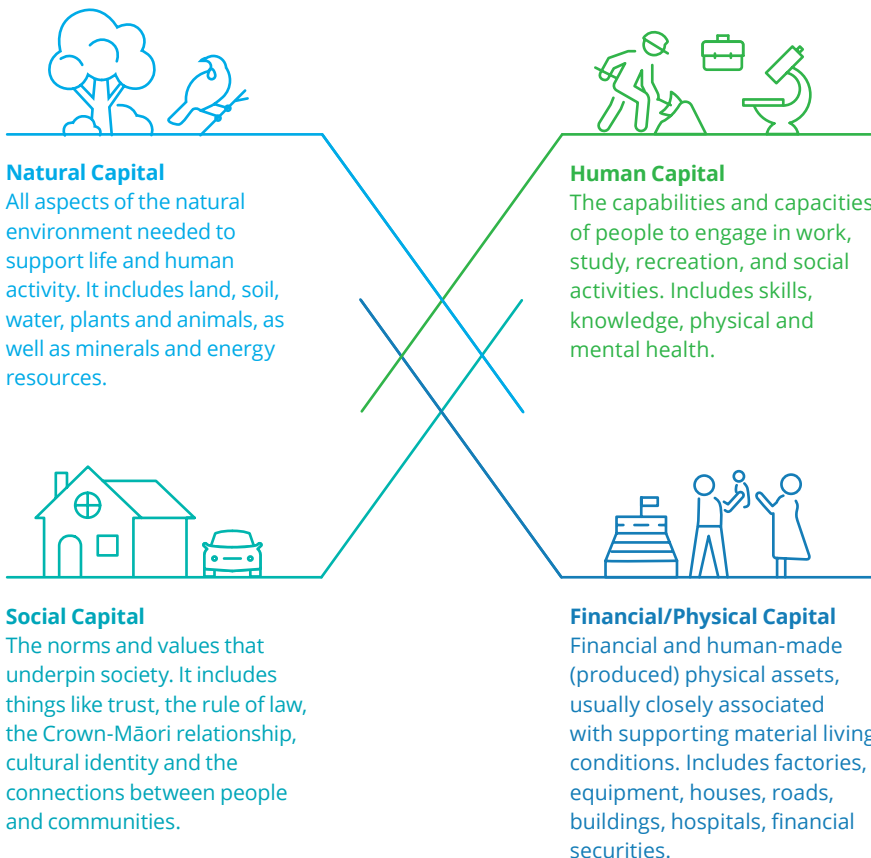 Natural Capital
All aspects of the natural
environment needed to
support life and human
activity. It includes land, soil,
water, plants and animals, as
well as minerals and energy
resources.
Human Capital
The capabilities and capacities
of people to engage in work,
study, recreation, and social
activities. Includes skills,
knowledge, physical and
mental health.
Social Capital
The norms and values that
underpin society. It includes
things like trust, the rule of law,
the Crown-Māori relationship,
cultural identity and the
connections between people
and communities.
Financial/Physical Capital
Financial and human-made
(produced) physical assets,
usually closely associated
with supporting material living
conditions. Includes factories,
equipment, houses, roads,
buildings, hospitals, financial
securities.